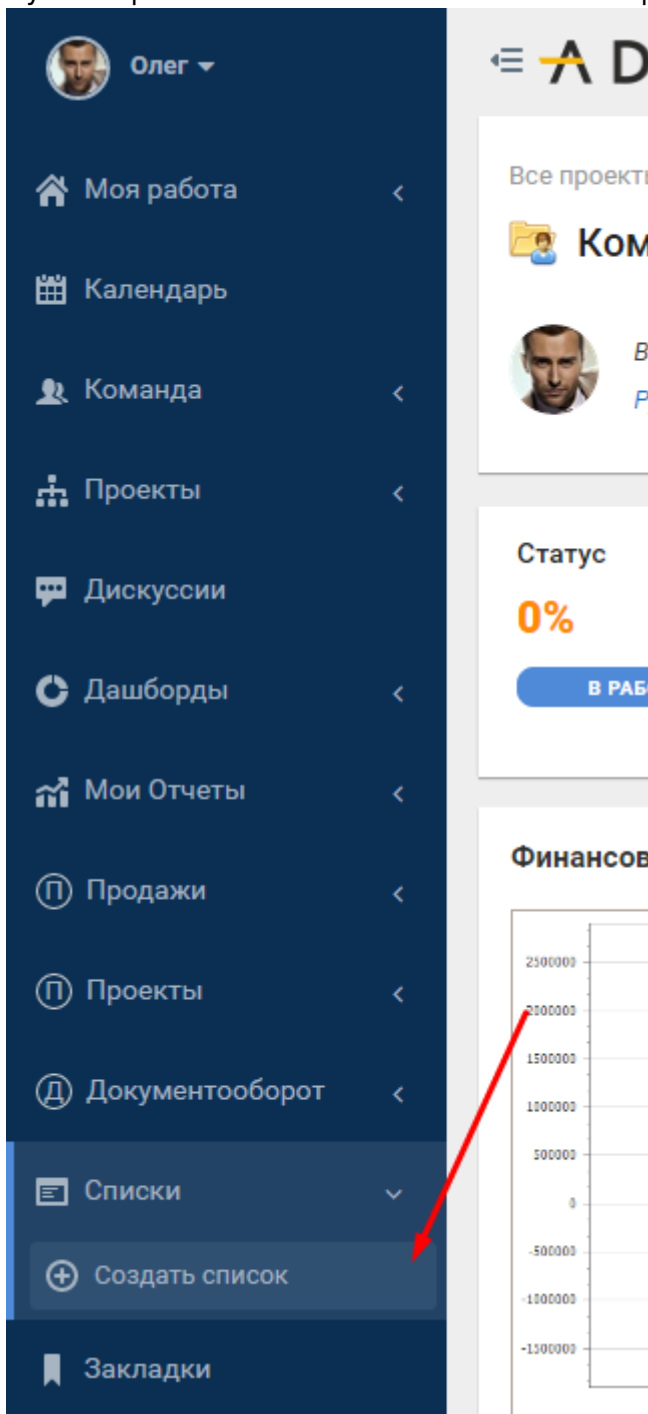 Олег
Моя работа
Календарь
Команда
Проекты
Дискуссии
Дашборды
Мои Отчеты
Продажи
Проекты
Документооборот
Списки
Создать список
Закладки
Все проекты
Ком
В
Р
Статус
0%
В РАБ
Финансов
2500000
2000000
1500000
1000000
500000
0
-500000
-1000000
-1500000